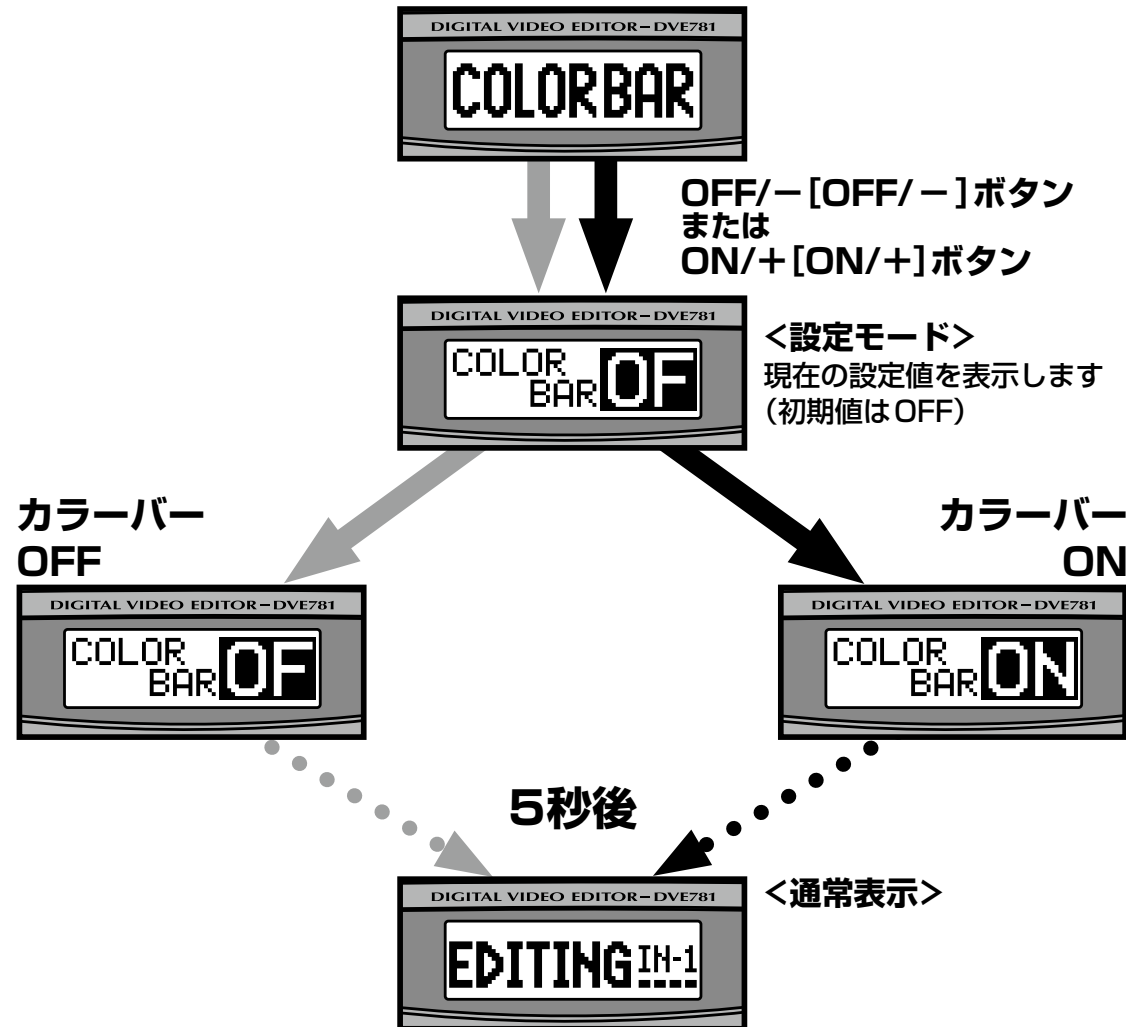 DIGITAL VIDEO EDITOR−DVE781
COLORBAR
OFF/−[OFF/−]ボタン
または
ON/+[ON/+]ボタン
DIGITAL VIDEO EDITOR−DVE781
COLOR
BAR OF
<設定モード>
現在の設定値を表示します
(初期値はOFF)
カラーバー
OFF
カラーバー
ON
DIGITAL VIDEO EDITOR−DVE781
COLOR
BAR OF
DIGITAL VIDEO EDITOR−DVE781
COLOR
BAR ON
5秒後
DIGITAL VIDEO EDITOR−DVE781
EDITING IN-1
<通常表示>